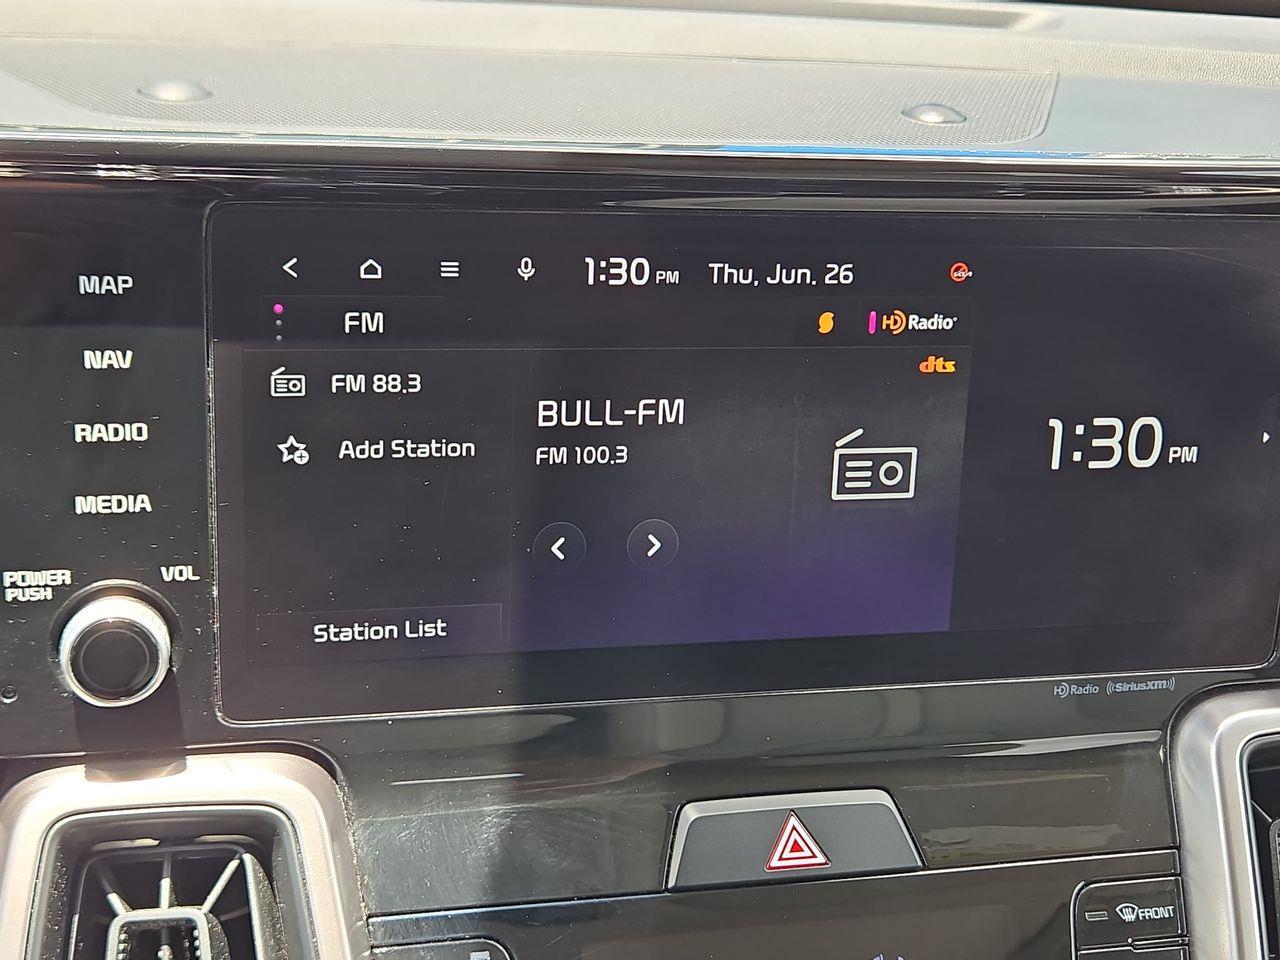 MAP
NAV
RADIO
MEDIA
POWER
PUSH
VOL
1:30 PM Thu, Jun. 26
FM
HD Radio
dts
FM 88.3
Add Station
BULL-FM
FM 100.3
Station List
1:30 PM
HD Radio ((SiriusXM))
FRONT